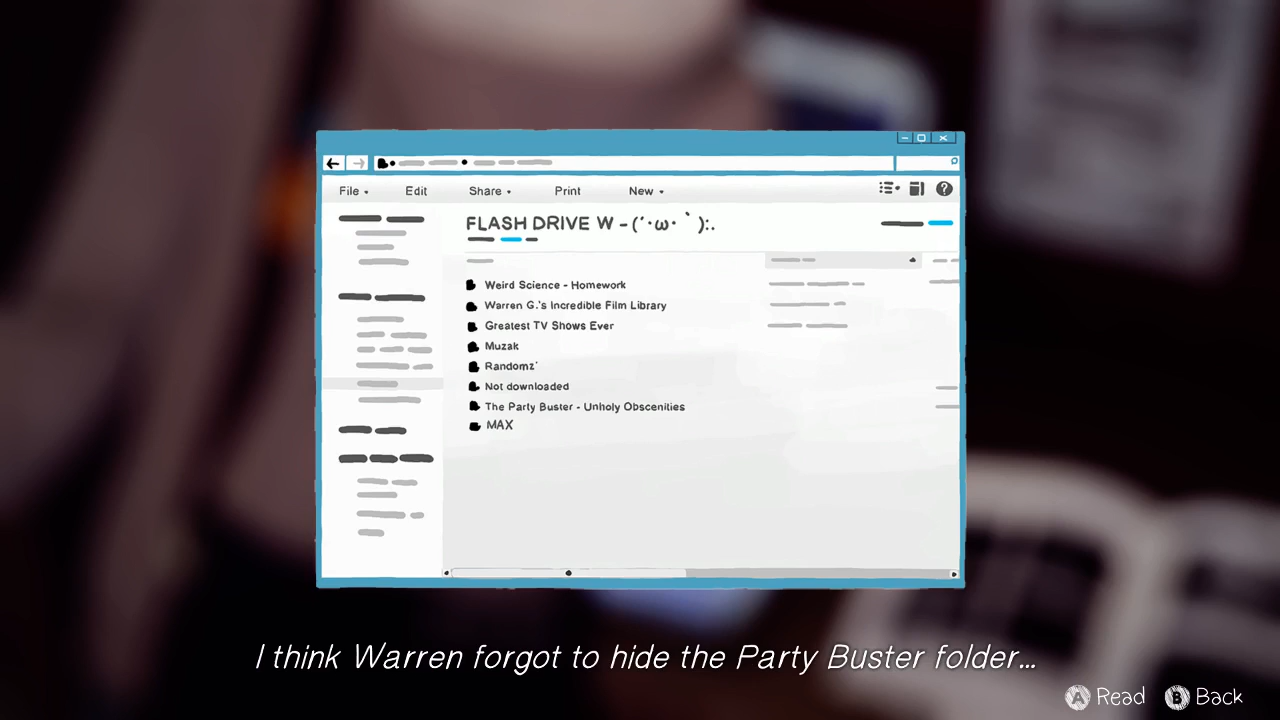 File Edit Share Print New ?
FLASH DRIVE W -(´･ω･`):.
Weird Science - Homework
Warren G.'s Incredible Film Library
Greatest TV Shows Ever
Muzak
Randomz'
Not downloaded
The Party Buster - Unholy Obscenities
MAX
I think Warren forgot to hide the Party Buster folder...
A Read B Back